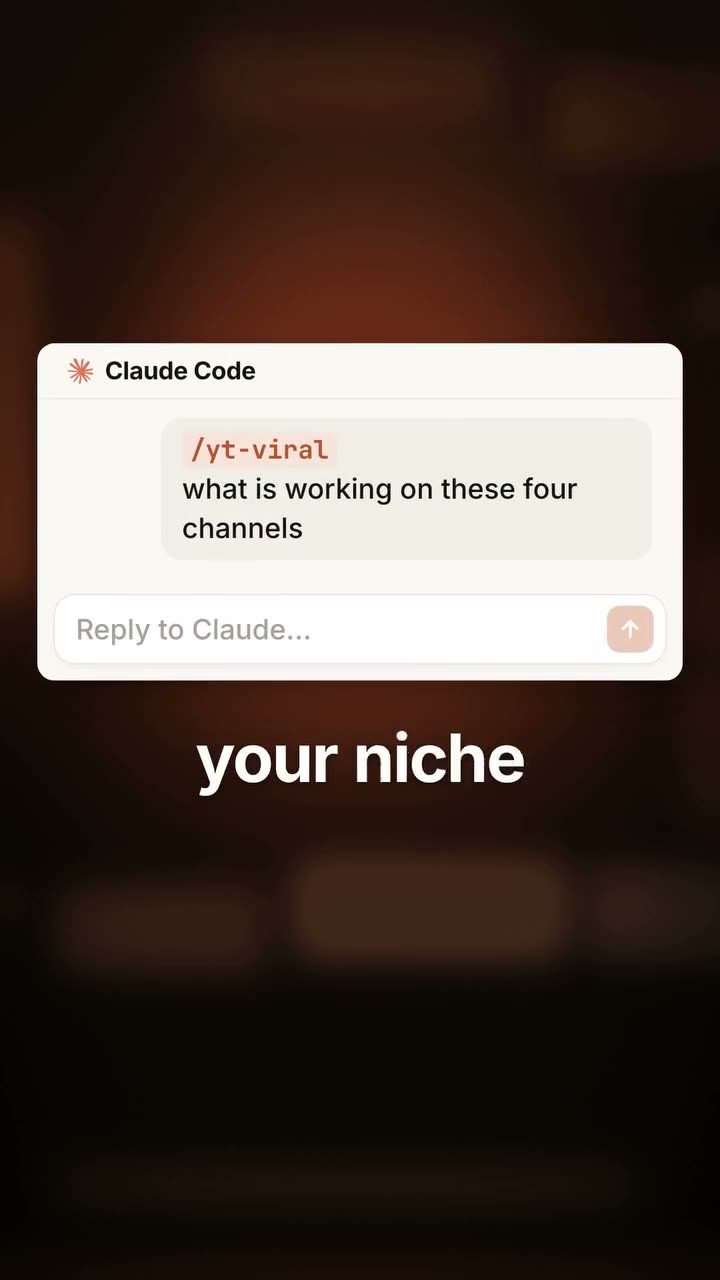 Claude Code
/yt-viral
what is working on these four
channels
Reply to Claude...
your niche